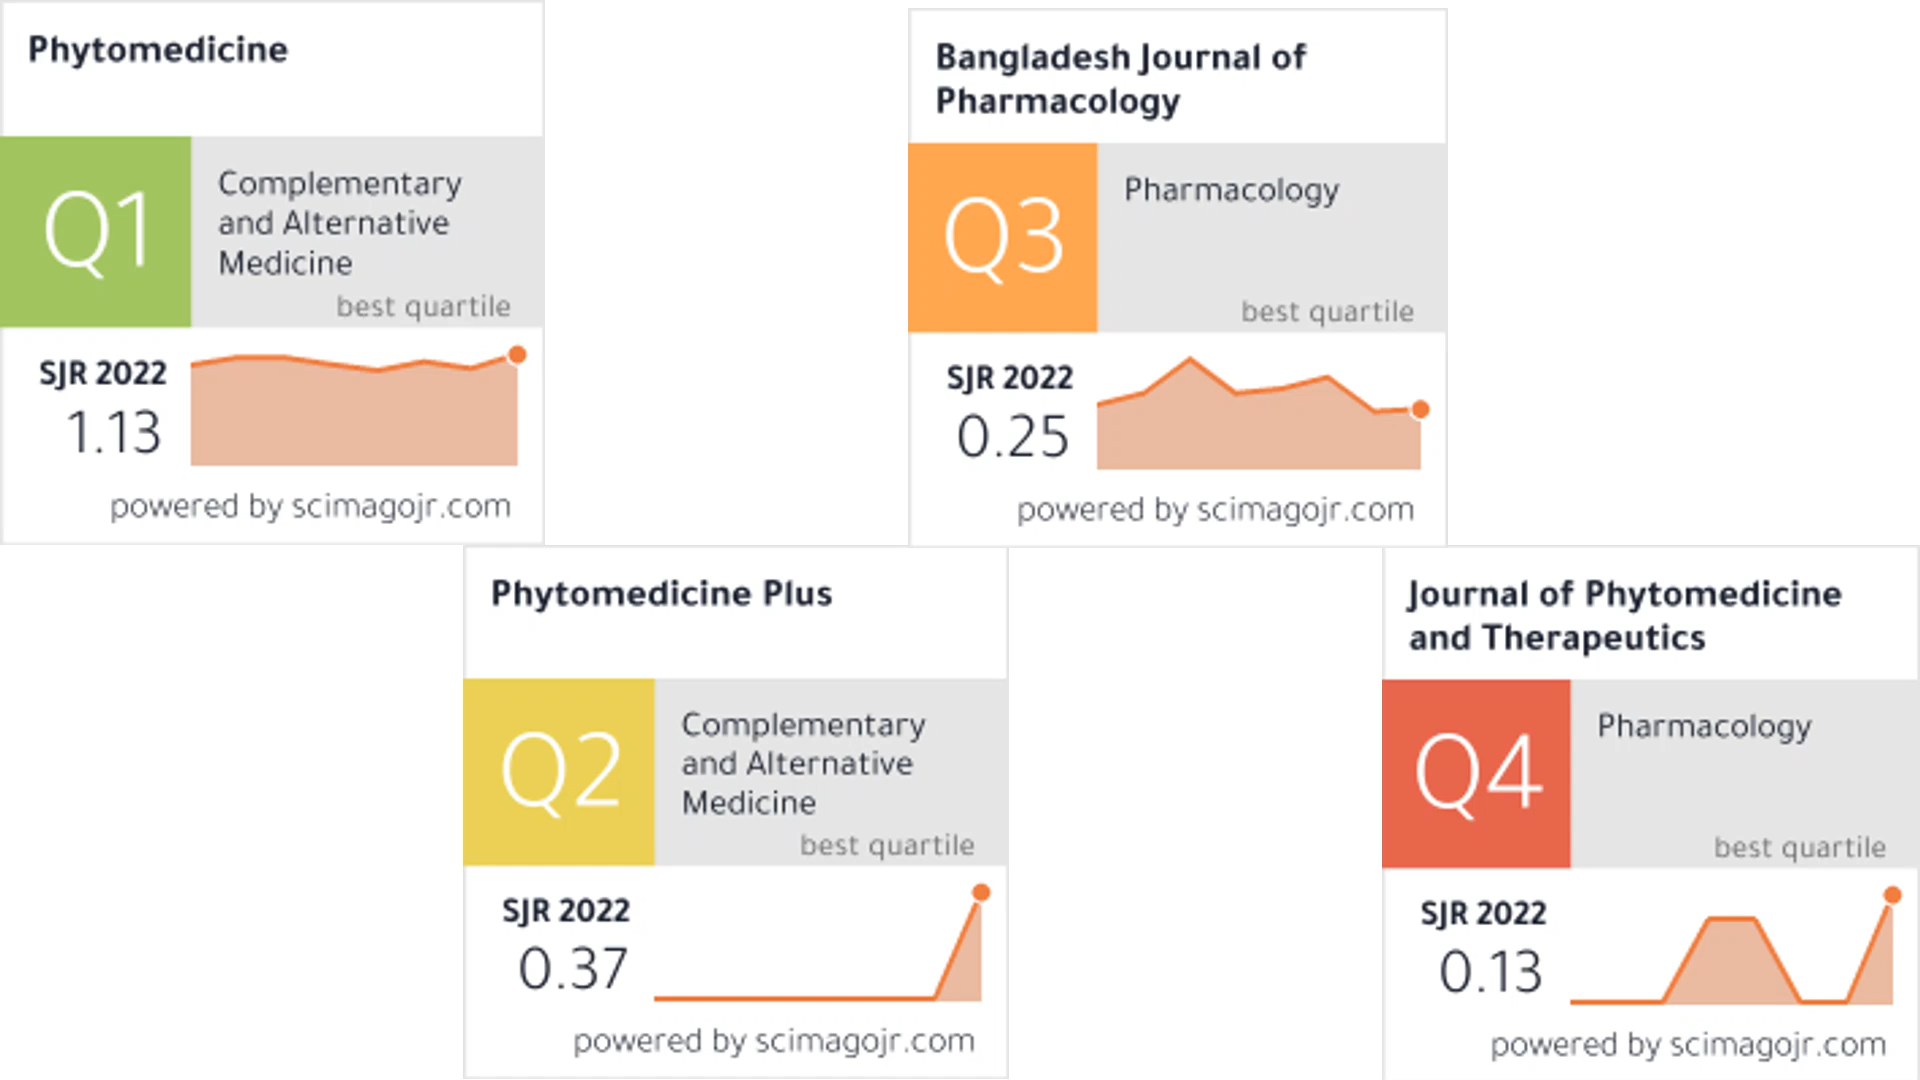 Phytomedicine
Q1
Complementary
and Alternative
Medicine
best quartile
SJR 2022
1.13
powered by scimagojr.com
Bangladesh Journal of
Pharmacology
Q3
Pharmacology
best quartile
SJR 2022
0.25
powered by scimagojr.com
Phytomedicine Plus
Q2
Complementary
and Alternative
Medicine
best quartile
SJR 2022
0.37
powered by scimagojr.com
Journal of Phytomedicine
and Therapeutics
Q4
Pharmacology
best quartile
SJR 2022
0.13
powered by scimagojr.com